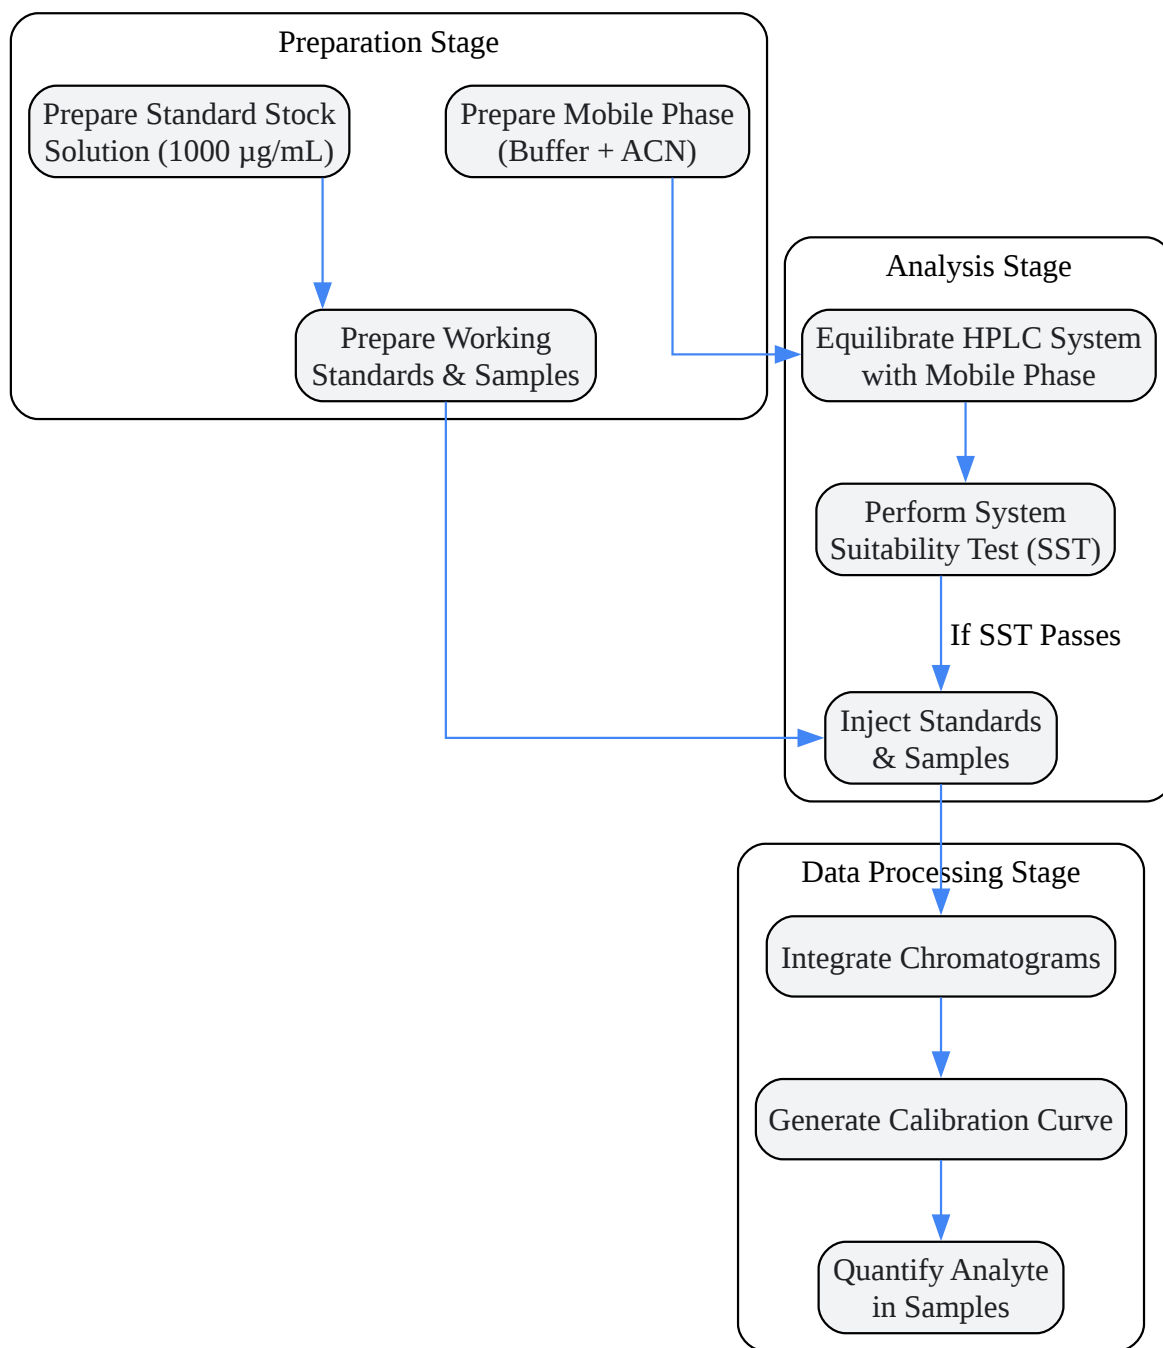 Preparation Stage
Prepare Standard Stock
Solution (1000 µg/mL)
Prepare Mobile Phase
(Buffer + ACN)
Prepare Working
Standards & Samples
Analysis Stage
Equilibrate HPLC System
with Mobile Phase
Perform System
Suitability Test (SST)
If SST Passes
Inject Standards
& Samples
Data Processing Stage
Integrate Chromatograms
Generate Calibration Curve
Quantify Analyte
in Samples